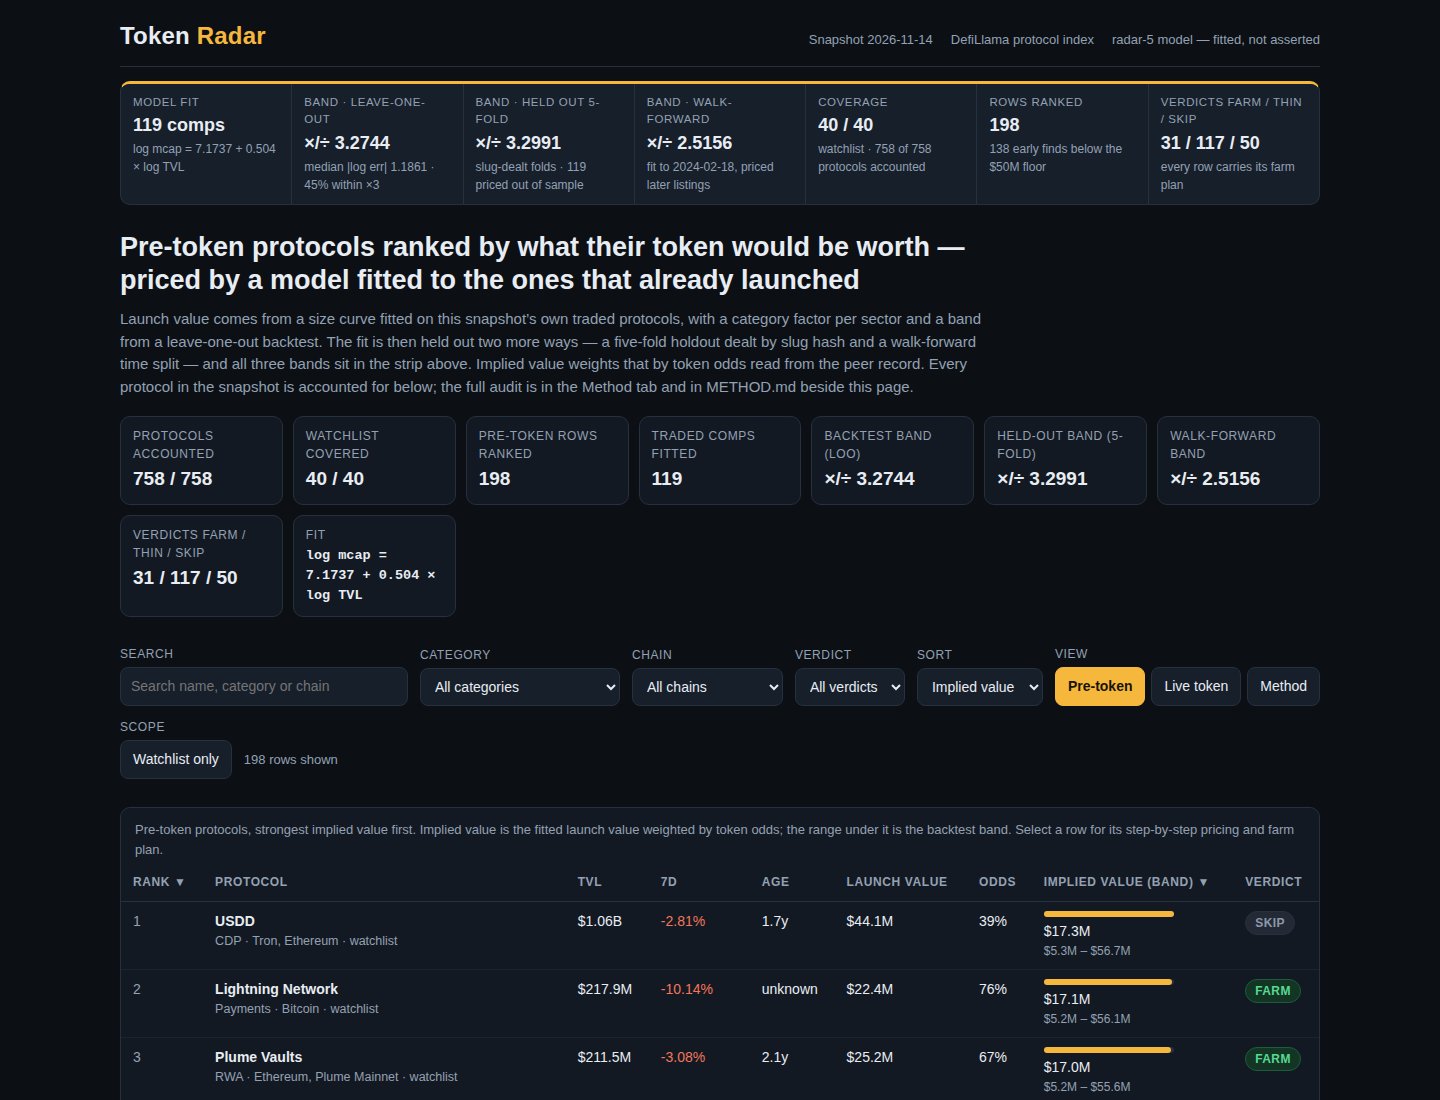 Token Radar
Snapshot 2026-11-14 DefiLlama protocol index radar-5 model — fitted, not asserted
MODEL FIT
119 comps
log mcap = 7.1737 + 0.504
× log TVL
BAND · LEAVE-ONE-
OUT
×/÷ 3.2744
median |log err| 1.1861 ·
45% within ×3
BAND · HELD OUT 5-
FOLD
×/÷ 3.2991
slug-dealt folds · 119
priced out of sample
BAND · WALK-
FORWARD
×/÷ 2.5156
fit to 2024-02-18, priced
later listings
COVERAGE
40 / 40
watchlist · 758 of 758
protocols accounted
ROWS RANKED
198
138 early finds below the
$50M floor
VERDICTS FARM / THIN
/ SKIP
31 / 117 / 50
every row carries its farm
plan
Pre-token protocols ranked by what their token would be worth —
priced by a model fitted to the ones that already launched
Launch value comes from a size curve fitted on this snapshot's own traded protocols, with a category factor per sector and a band
from a leave-one-out backtest. The fit is then held out two more ways — a five-fold holdout dealt by slug hash and a walk-forward
time split — and all three bands sit in the strip above. Implied value weights that by token odds read from the peer record. Every
protocol in the snapshot is accounted for below; the full audit is in the Method tab and in METHOD.md beside this page.
PROTOCOLS
ACCOUNTED
758 / 758
WATCHLIST
COVERED
40 / 40
PRE-TOKEN ROWS
RANKED
198
TRADED COMPS
FITTED
119
BACKTEST BAND
(LOO)
×/÷ 3.2744
HELD-OUT BAND (5-
FOLD)
×/÷ 3.2991
WALK-FORWARD
BAND
×/÷ 2.5156
VERDICTS FARM /
THIN / SKIP
31 / 117 / 50
FIT
log mcap =
7.1737 + 0.504 ×
log TVL
SEARCH
Search name, category or chain
CATEGORY
All categories
CHAIN
All chains
VERDICT
All verdicts
SORT
Implied value
VIEW
Pre-token Live token Method
SCOPE
Watchlist only 198 rows shown
Pre-token protocols, strongest implied value first. Implied value is the fitted launch value weighted by token odds; the range under it is the backtest band. Select a row for its step-by-step pricing and farm
plan.
RANK ▼ PROTOCOL TVL 7D AGE LAUNCH VALUE ODDS IMPLIED VALUE (BAND) ▼ VERDICT
1 USDD $1.06B -2.81% 1.7y $44.1M 39% $17.3M SKIP
CDP · Tron, Ethereum · watchlist $5.3M – $56.7M
2 Lightning Network $217.9M -10.14% unknown $22.4M 76% $17.1M FARM
Payments · Bitcoin · watchlist $5.2M – $56.1M
3 Plume Vaults $211.5M -3.08% 2.1y $25.2M 67% $17.0M FARM
RWA · Ethereum, Plume Mainnet · watchlist $5.2M – $55.6M